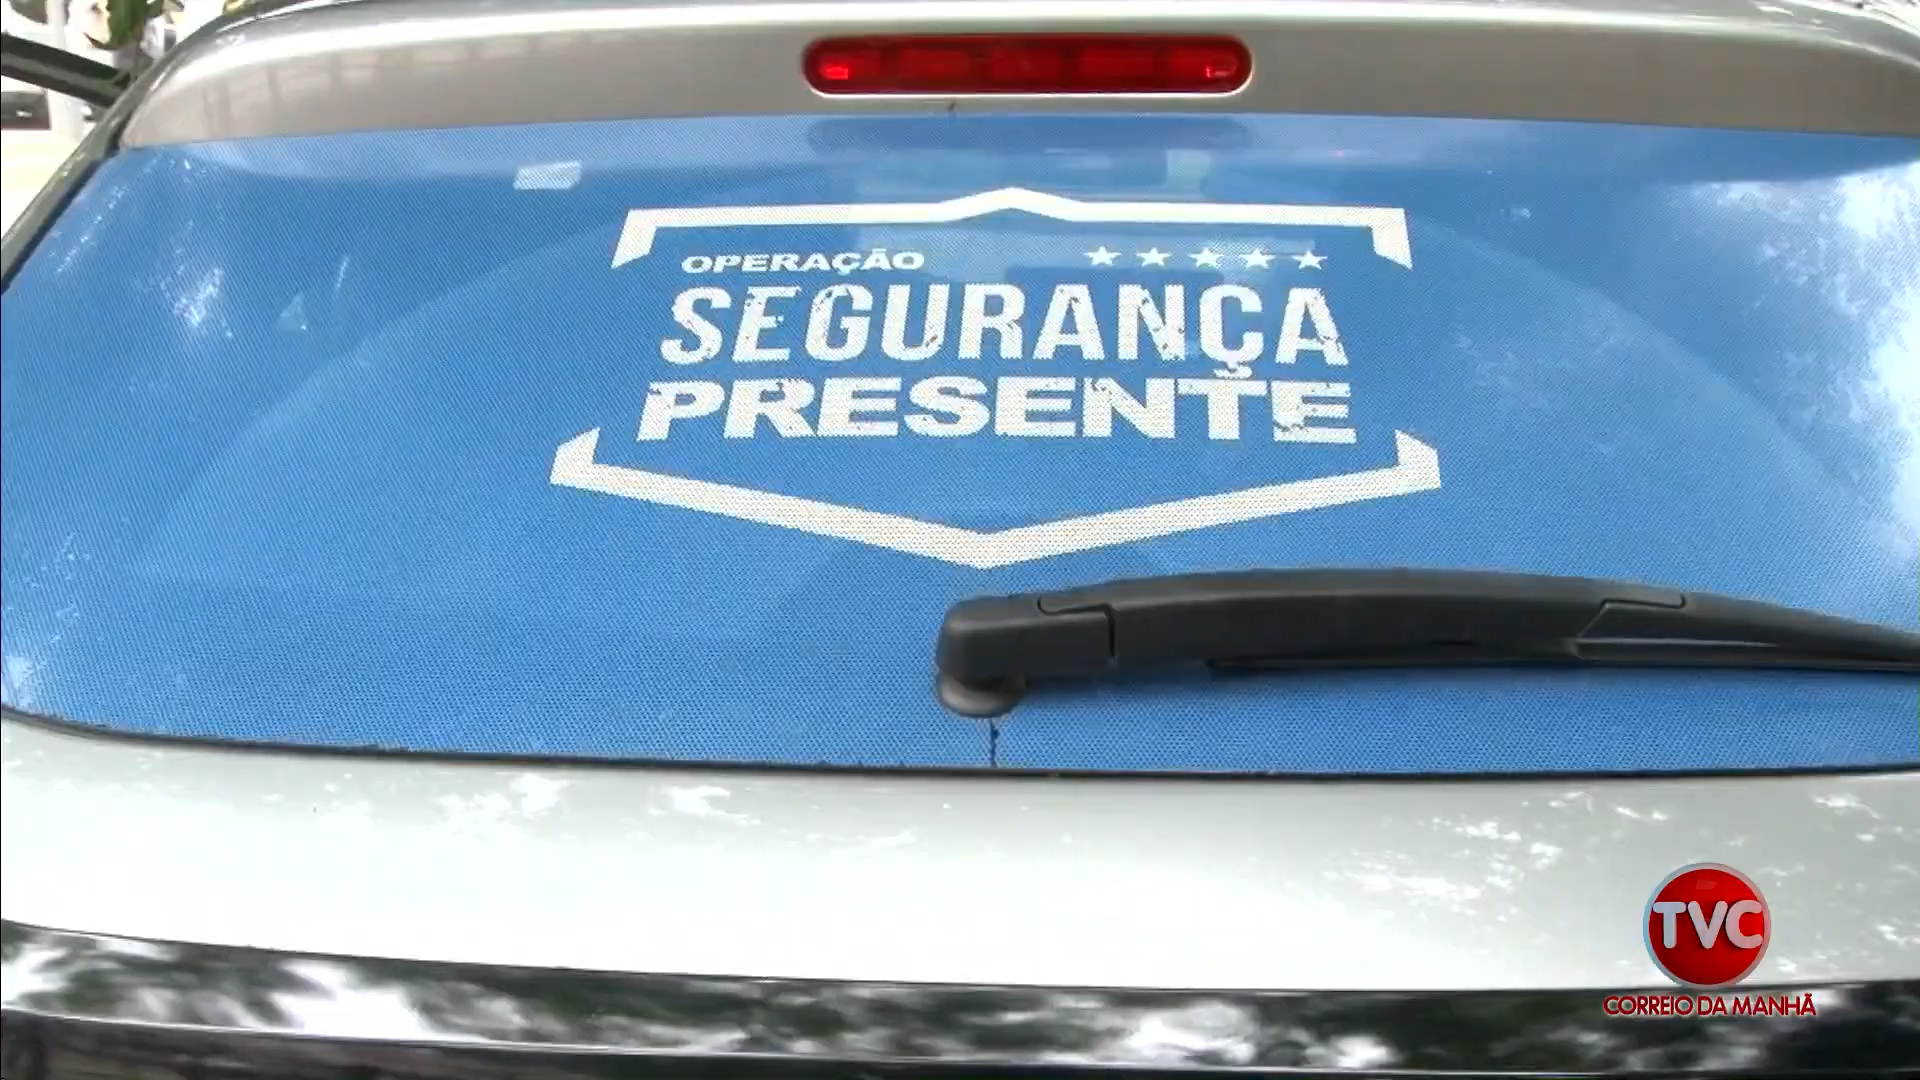 OPERAÇÃO
SEGURANÇA
PRESENTE
TVC
CORREIO DA MANHÃ